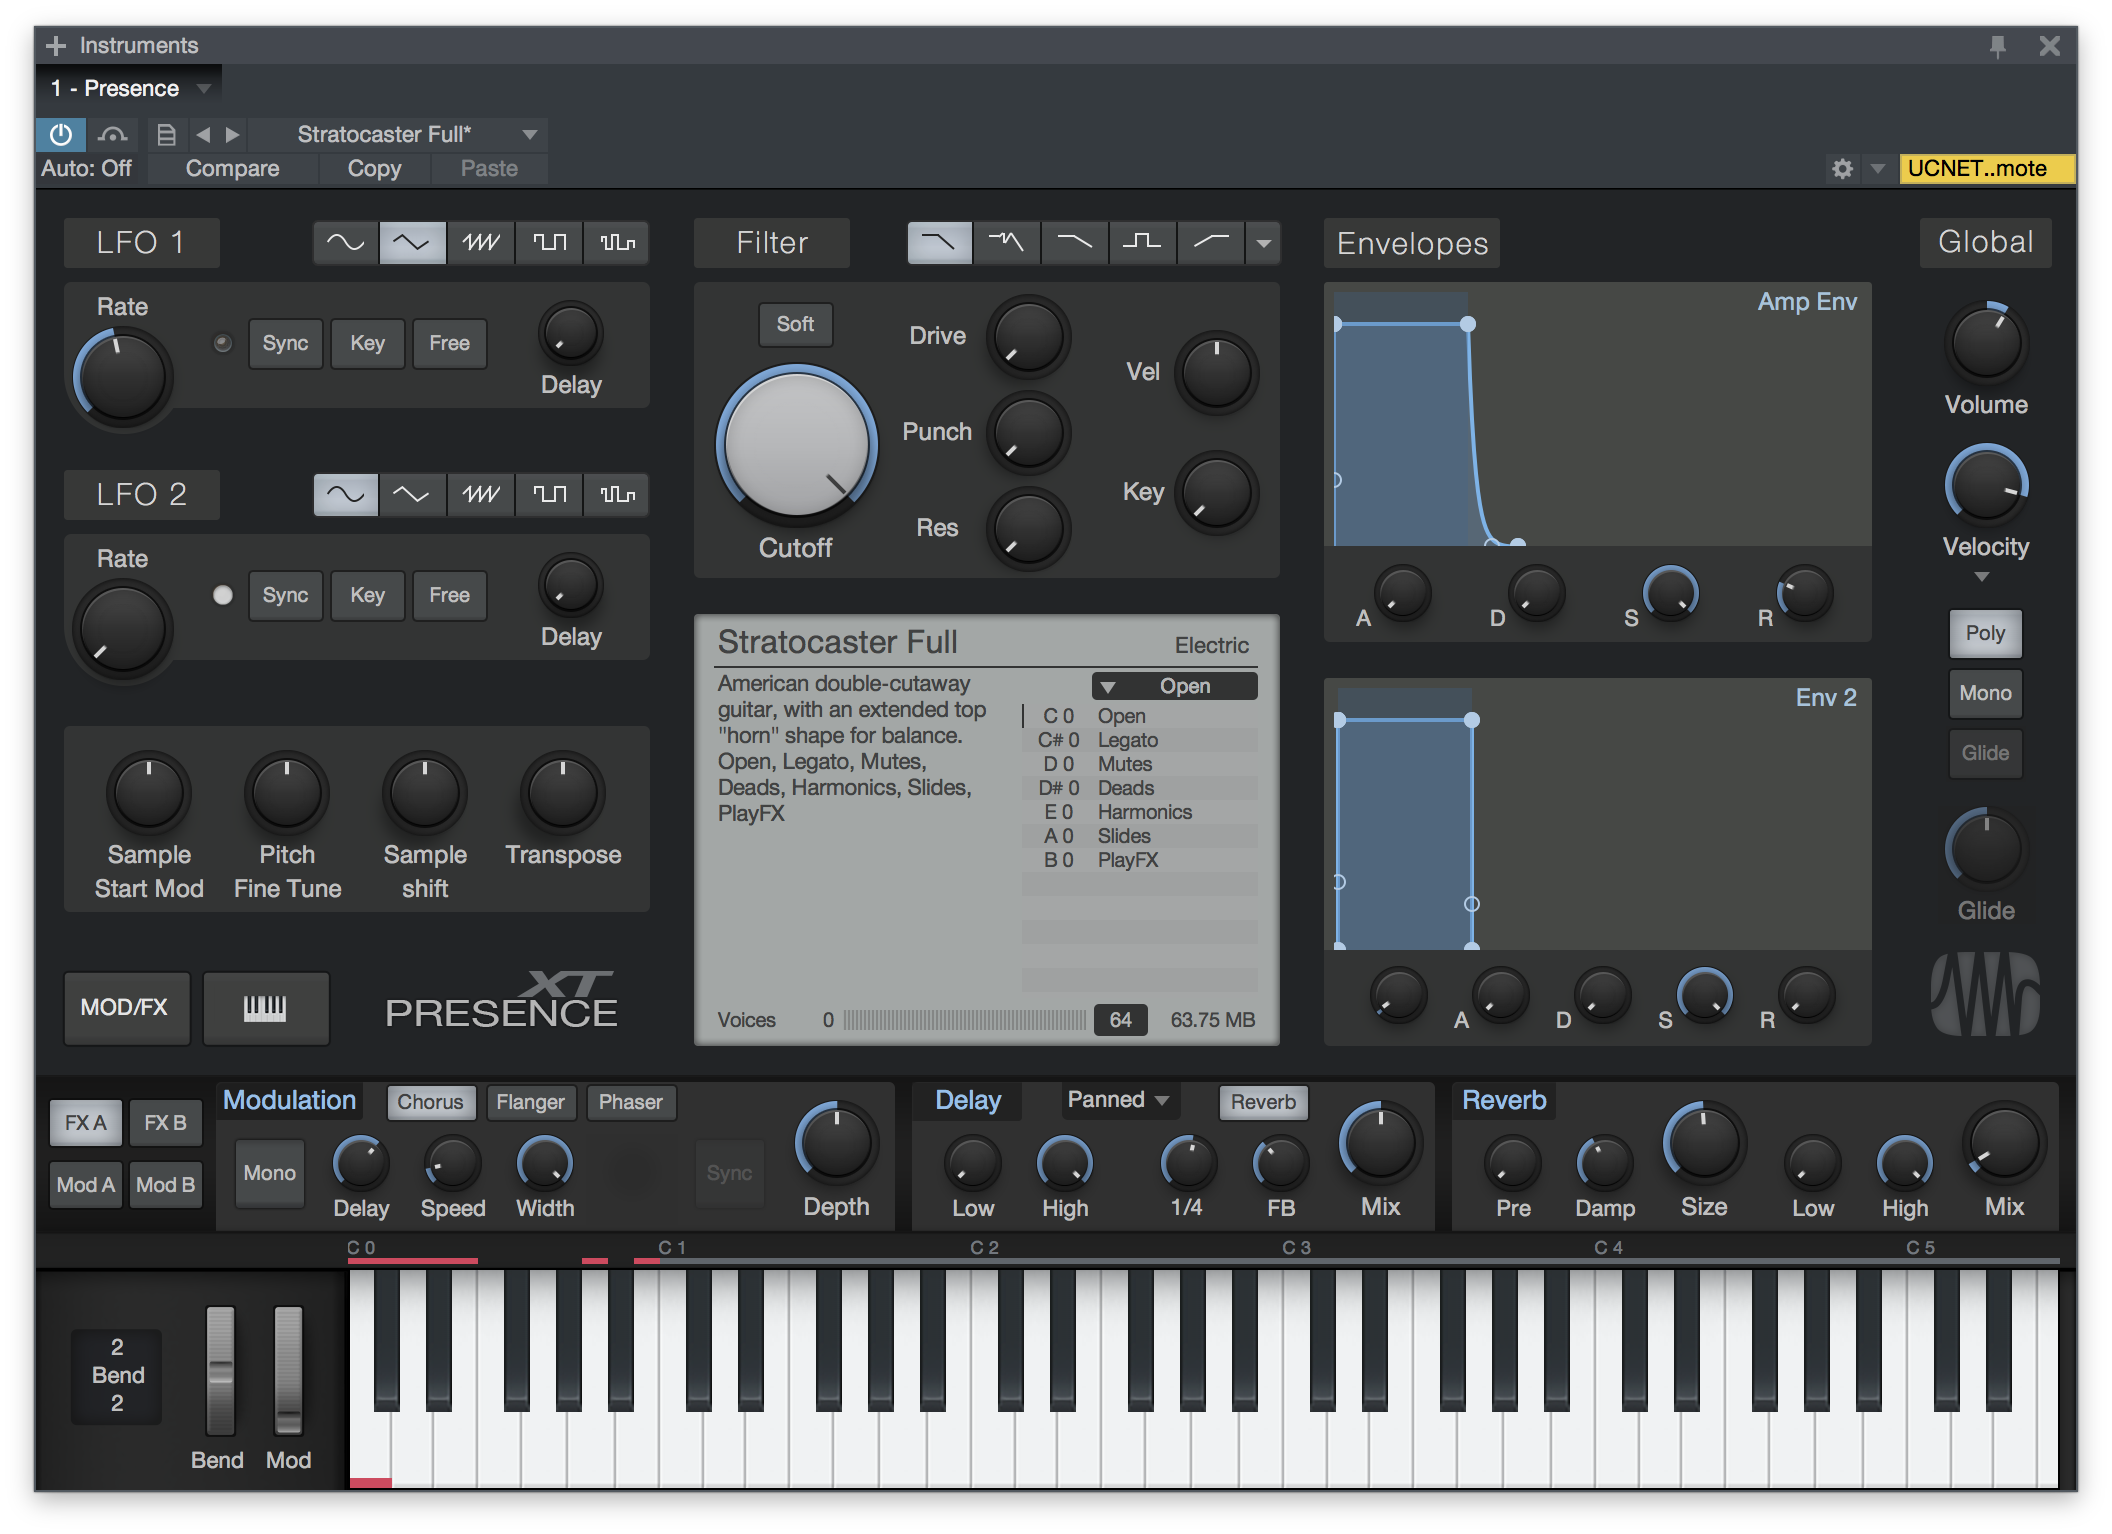 Instruments
1 - Presence
Stratocaster Full*
Auto: Off
Compare
Copy
Paste
UCNET..mote
LFO 1
Rate
Sync
Key
Free
Delay
LFO 2
Rate
Sync
Key
Free
Delay
Sample
Start Mod
Pitch
Fine Tune
Sample
shift
Transpose
MOD/FX
XT
PRESENCE
Filter
Soft
Cutoff
Drive
Punch
Res
Vel
Key
Stratocaster Full
Electric
American double-cutaway
guitar, with an extended top
"horn" shape for balance.
Open, Legato, Mutes,
Deads, Harmonics, Slides,
PlayFX
Open
C 0 Open
C# 0 Legato
D 0 Mutes
D# 0 Deads
E 0 Harmonics
A 0 Slides
B 0 PlayFX
Voices 0 64 63.75 MB
Envelopes
Amp Env
A
D
S
R
Env 2
A
D
S
R
Global
Volume
Velocity
Poly
Mono
Glide
Glide
FX A
FX B
Mod A
Mod B
Modulation
Chorus
Flanger
Phaser
Mono
Delay
Speed
Width
Sync
Depth
Delay
Panned
Reverb
Low
High
1/4
FB
Mix
Reverb
Pre
Damp
Size
Low
High
Mix
C 0
C 1
C 2
C 3
C 4
C 5
2
Bend
2
Bend
Mod